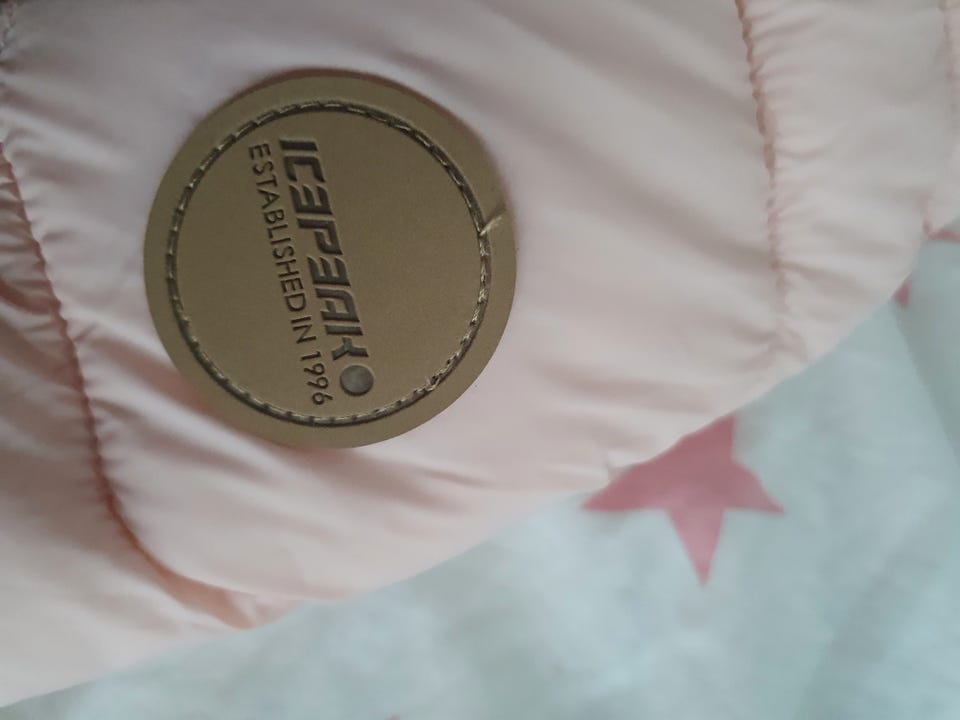 ICEPEAK
ESTABLISHED IN 1996